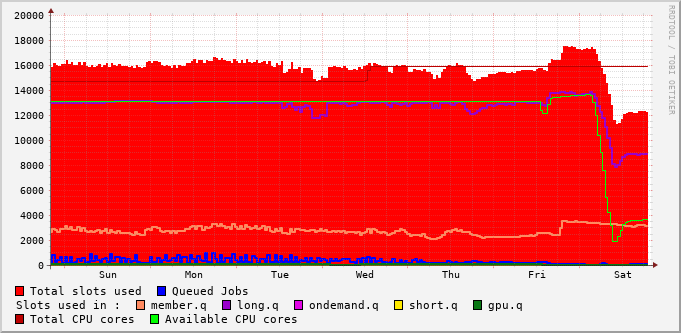 20000
18000
16000
14000
12000
10000
8000
6000
4000
2000
0
Sun Mon Tue Wed Thu Fri Sat
RRDTOOL / TOBI OETIKER
Total slots used Queued Jobs
Slots used in : member.q long.q ondemand.q short.q gpu.q
Total CPU cores Available CPU cores